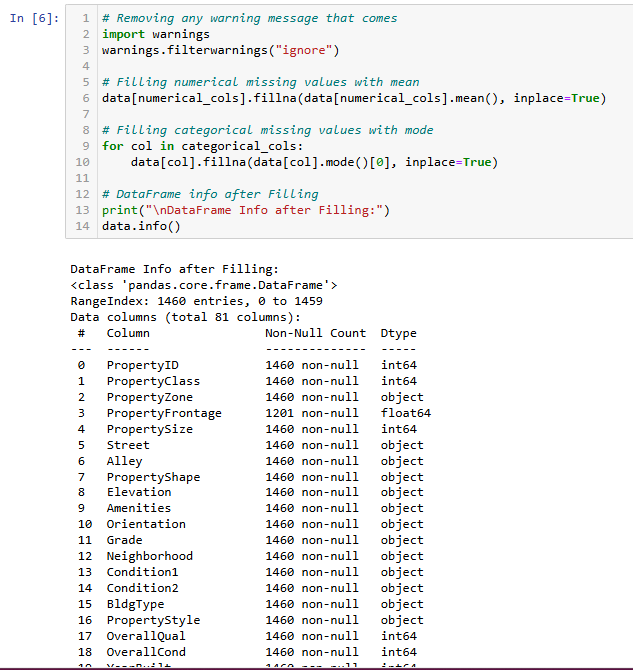 In [6]:
1 # Removing any warning message that comes
2 import warnings
3 warnings.filterwarnings("ignore")
4
5 # Filling numerical missing values with mean
6 data[numerical_cols].fillna(data[numerical_cols].mean(), inplace=True)
7
8 # Filling categorical missing values with mode
9 for col in categorical_cols:
10     data[col].fillna(data[col].mode()[0], inplace=True)
11
12 # DataFrame info after Filling
13 print("\nDataFrame Info after Filling:")
14 data.info()
DataFrame Info after Filling:
<class 'pandas.core.frame.DataFrame'>
RangeIndex: 1460 entries, 0 to 1459
Data columns (total 81 columns):
#   Column   Non-Null Count  Dtype
---  ------   --------------  -----
0   PropertyID   1460 non-null   int64
1   PropertyClass   1460 non-null   int64
2   PropertyZone   1460 non-null   object
3   PropertyFrontage   1201 non-null   float64
4   PropertySize   1460 non-null   int64
5   Street   1460 non-null   object
6   Alley   1460 non-null   object
7   PropertyShape   1460 non-null   object
8   Elevation   1460 non-null   object
9   Amenities   1460 non-null   object
10  Orientation   1460 non-null   object
11  Grade   1460 non-null   object
12  Neighborhood   1460 non-null   object
13  Condition1   1460 non-null   object
14  Condition2   1460 non-null   object
15  BldgType   1460 non-null   object
16  PropertyStyle   1460 non-null   object
17  OverallQual   1460 non-null   int64
18  OverallCond   1460 non-null   int64